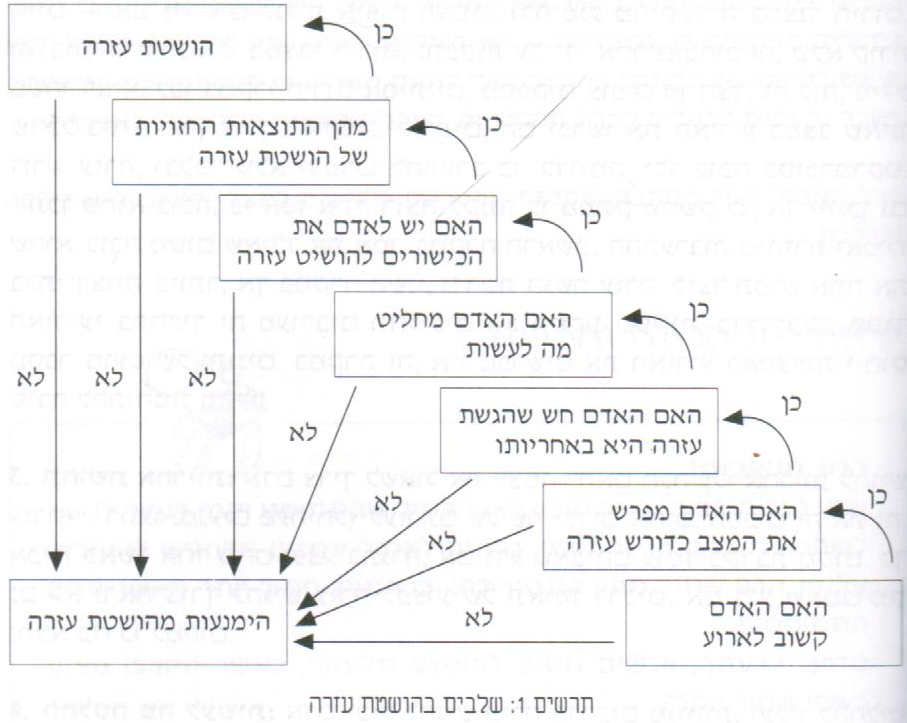 הושטת עזרה
כן
מתן התוצאות החזויית
של הושטת עזרה
כן
האם יש לאדם את
הכישורים להושיט עזרה
כן
האם האדם מחליט
מה לעשות
כן
האם האדם חש שהגשת
עזרה היא באחריותו
כן
האם האדם מפרש
את המצב כדורש עזרה
כן
האם האדם
קשוב לארוע
לא
לא
לא
לא
לא
לא
לא
הימנעות מהושטת עזרה
תרשים 1: שלבים בהושטת עזרה